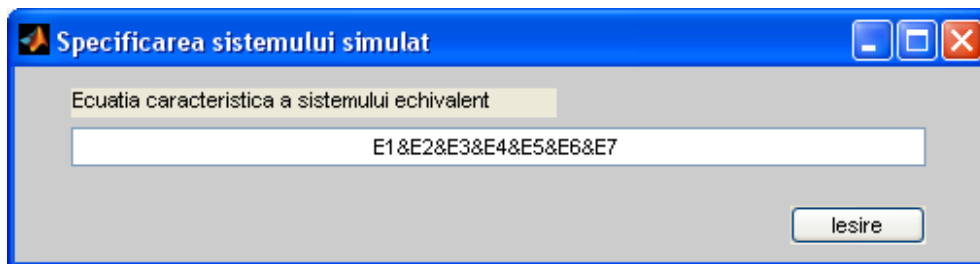 Specificarea sistemului simulat
Ecuatia caracteristica a sistemului echivalent
E1&E2&E3&E4&E5&E6&E7
Iesire